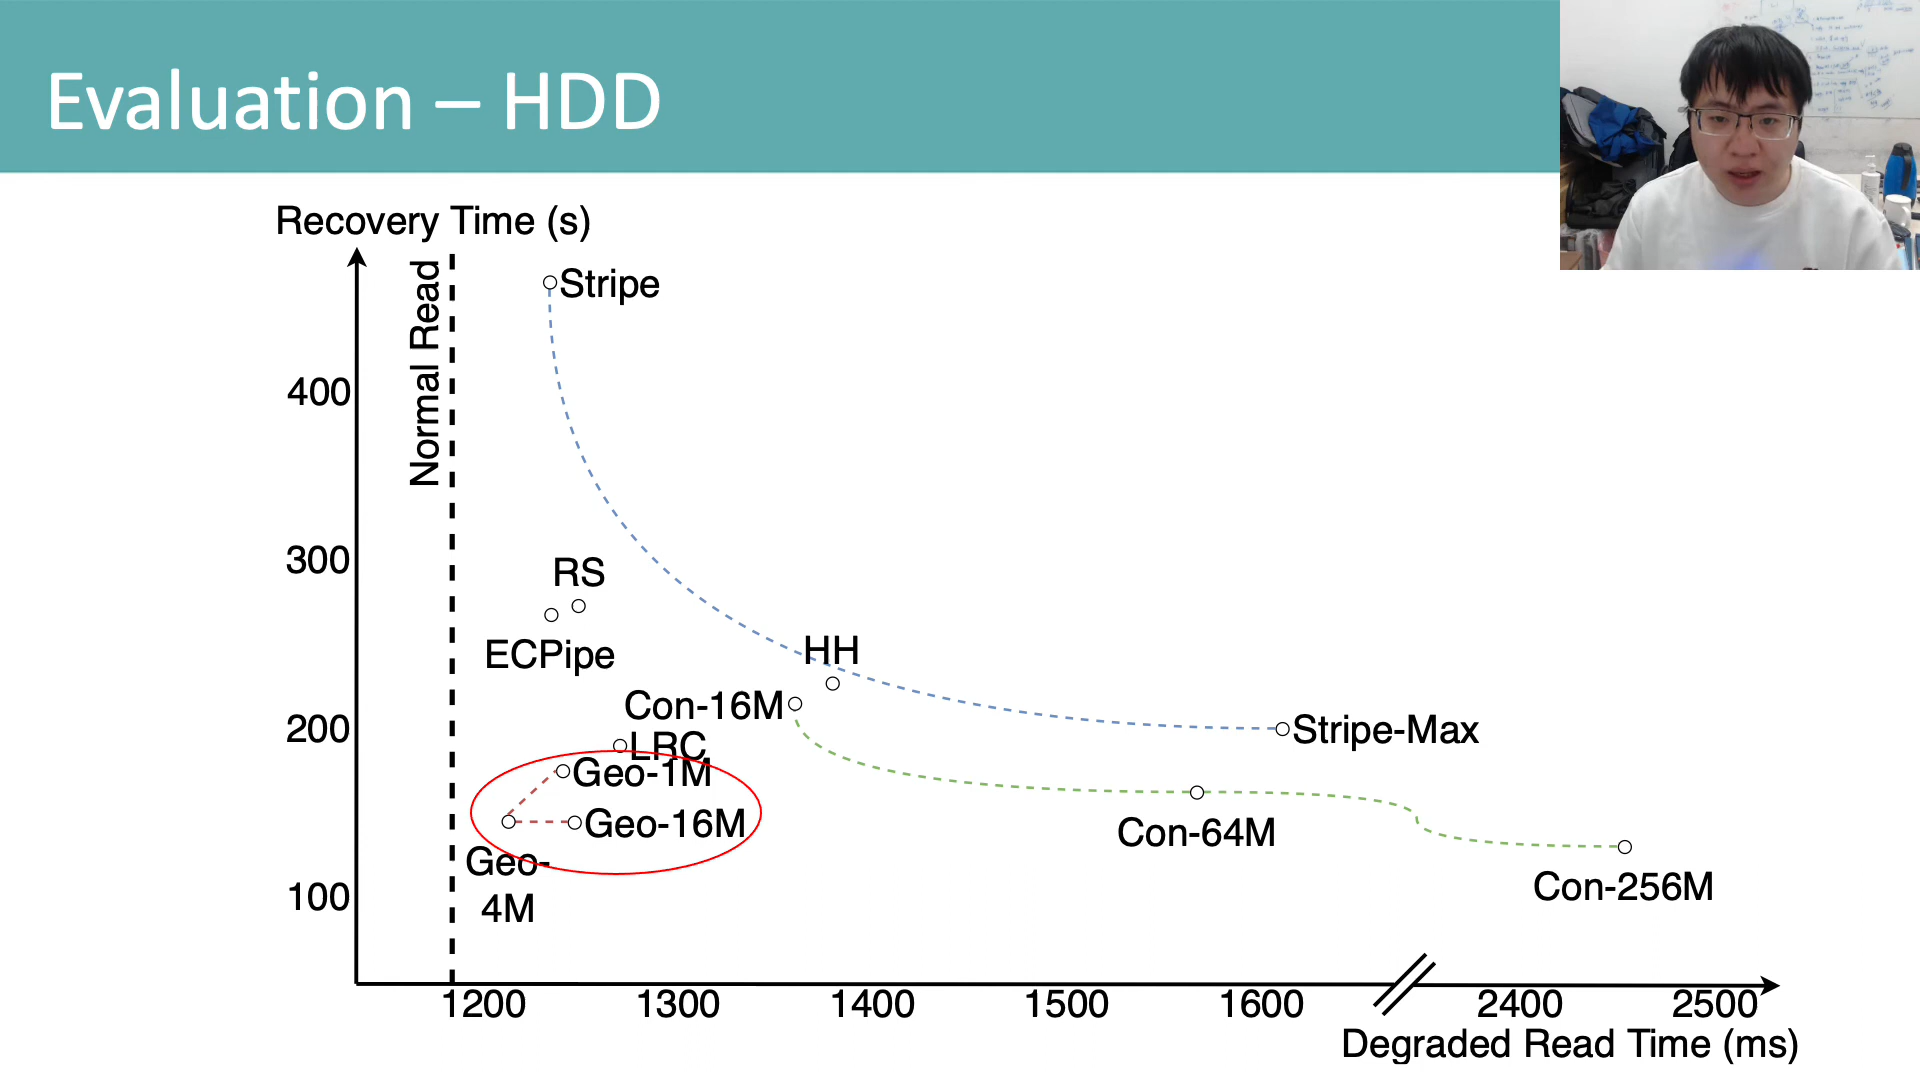 Evaluation – HDD
Recovery Time (s)
Normal Read
Stripe
400
300
RS
ECPipe
HH
Con-16M
200
LRC
Stripe-Max
Geo-1M
Geo-16M
Con-64M
Geo-
4M
Con-256M
100
1200 1300 1400 1500 1600 2400 2500
Degraded Read Time (ms)